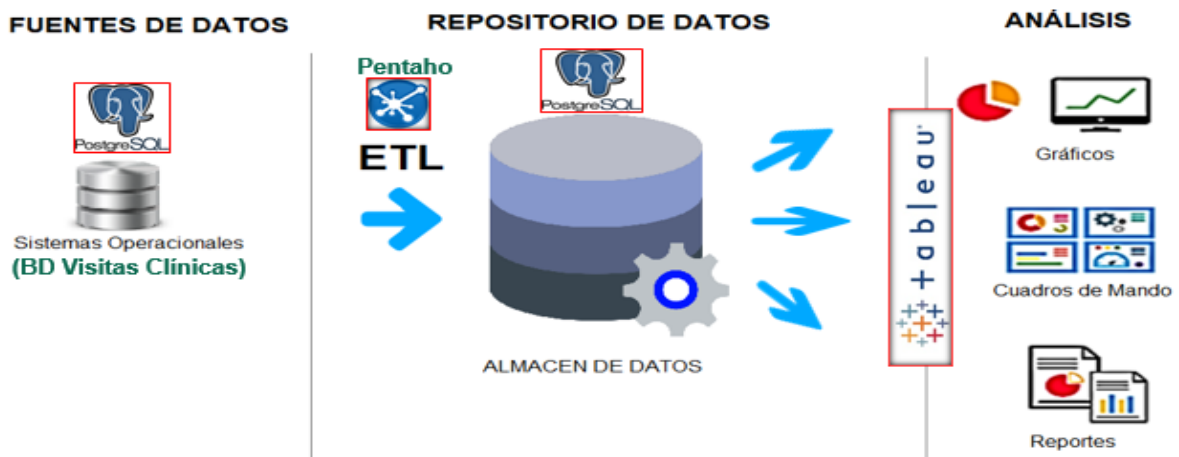 FUENTES DE DATOS
PostgreSQL
Sistemas Operacionales
(BD Visitas Clínicas)
REPOSITORIO DE DATOS
Pentaho
ETL
PostgreSQL
ALMACEN DE DATOS
ANÁLISIS
+ableau
Gráficos
Cuadros de Mando
Reportes